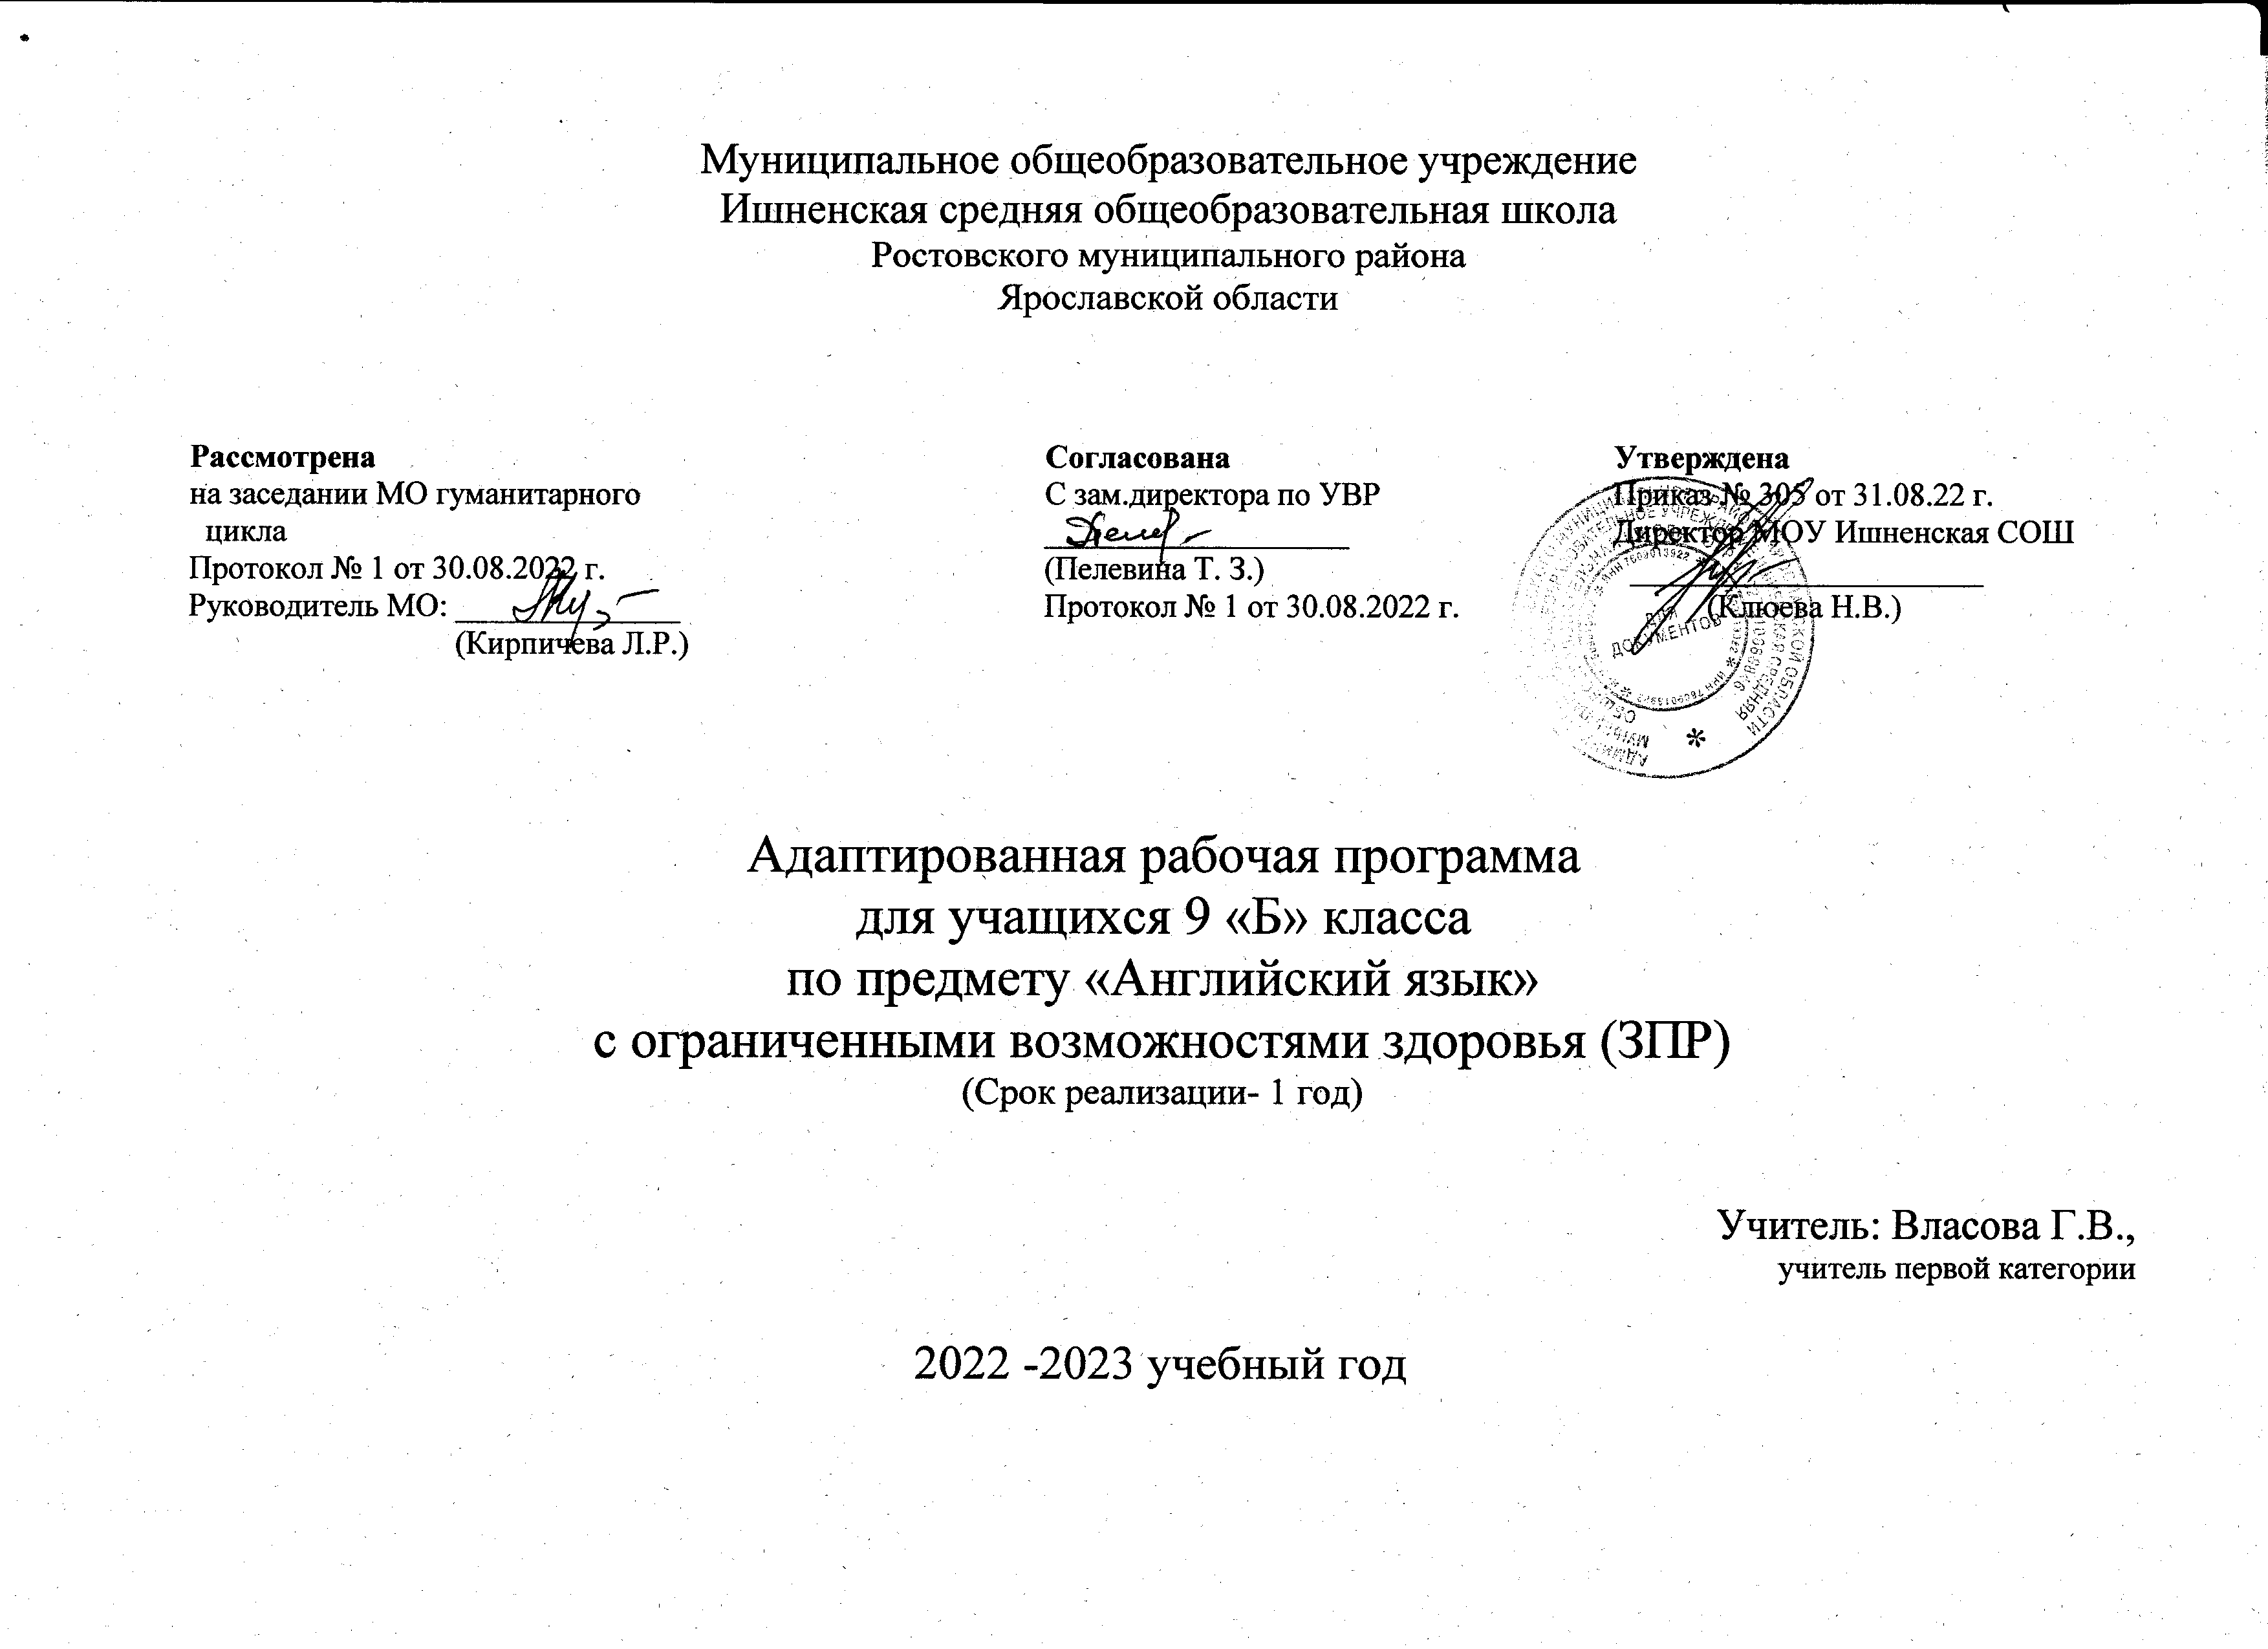 Муниципальное общеобразовательное учреждение
Ишненская средняя общеобразовательная школа
Ростовского муниципального района
Ярославской области
Рассмотрена
на заседании МО гуманитарного
цикла
Протокол № 1 от 30.08.2022 г.
Руководитель МО:
(Кирпичева Л.Р.)
Согласована
С зам.директора по УВР
(Пелевина Т. З.)
Протокол № 1 от 30.08.2022 г.
Утверждена
Приказ № 305 от 31.08.22 г.
Директор МОУ Ишненская СОШ
(Клюева Н.В.)
ДЛЯ
ДОКУМЕНТОВ
Адаптированная рабочая программа
для учащихся 9 «Б» класса
по предмету «Английский язык»
с ограниченными возможностями здоровья (ЗПР)
(Срок реализации- 1 год)
Учитель: Власова Г.В.,
учитель первой категории
2022 -2023 учебный год